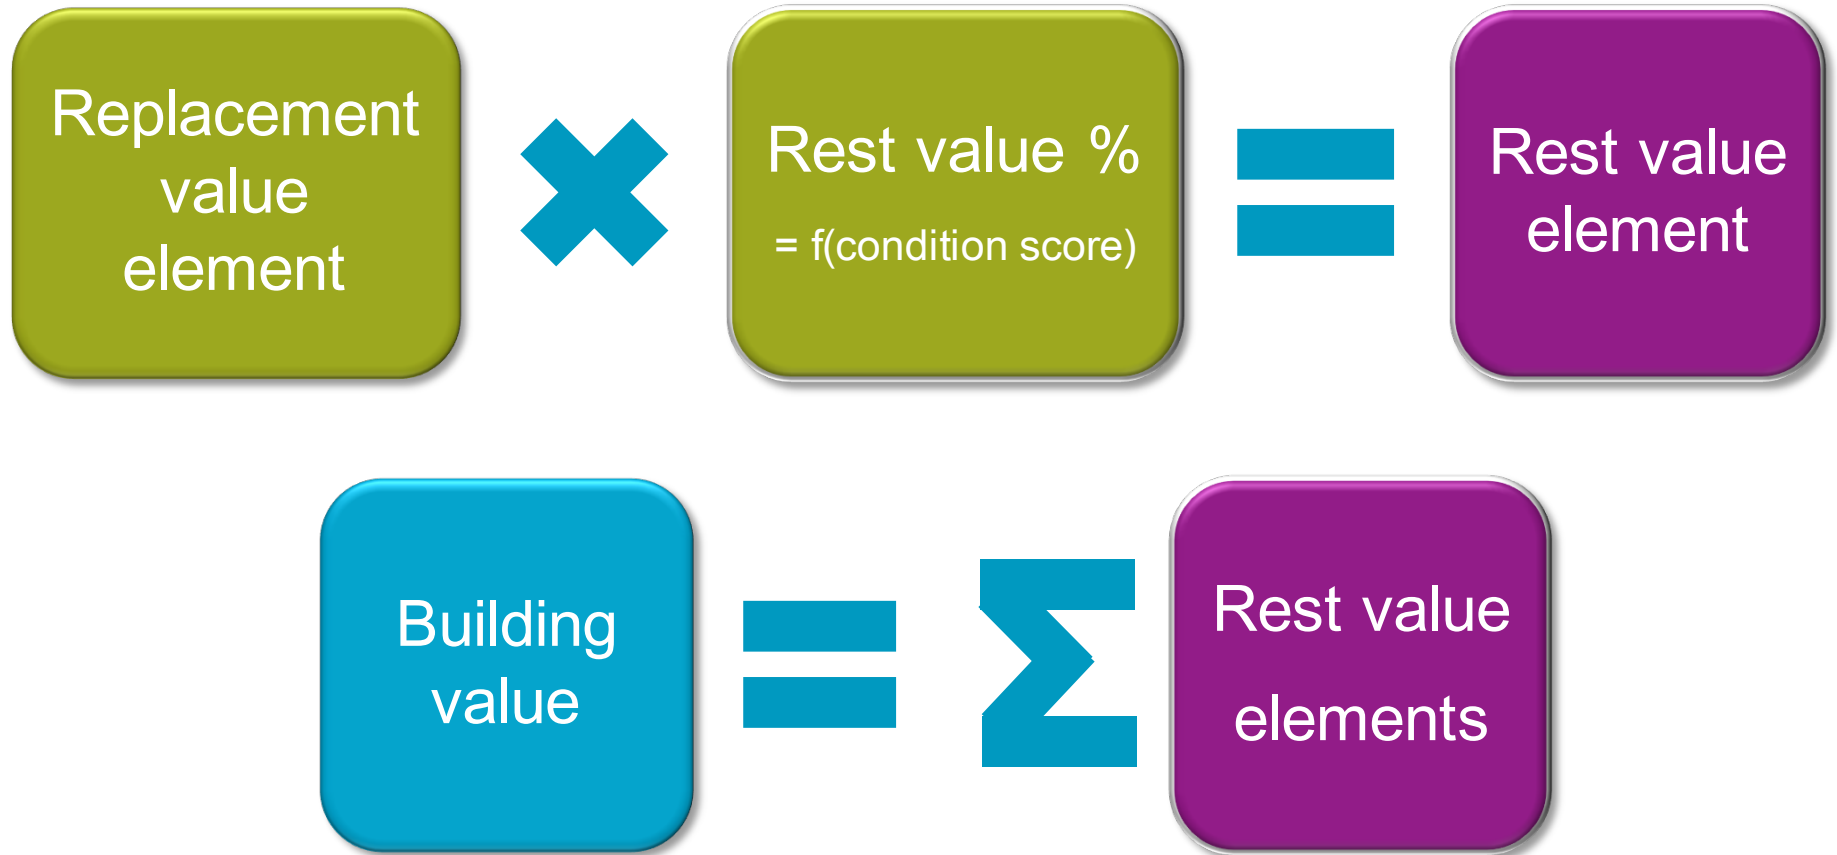 Replacement
value
element
Rest value %
= f(condition score)
Rest value
element
Building
value
Σ
Rest value
elements